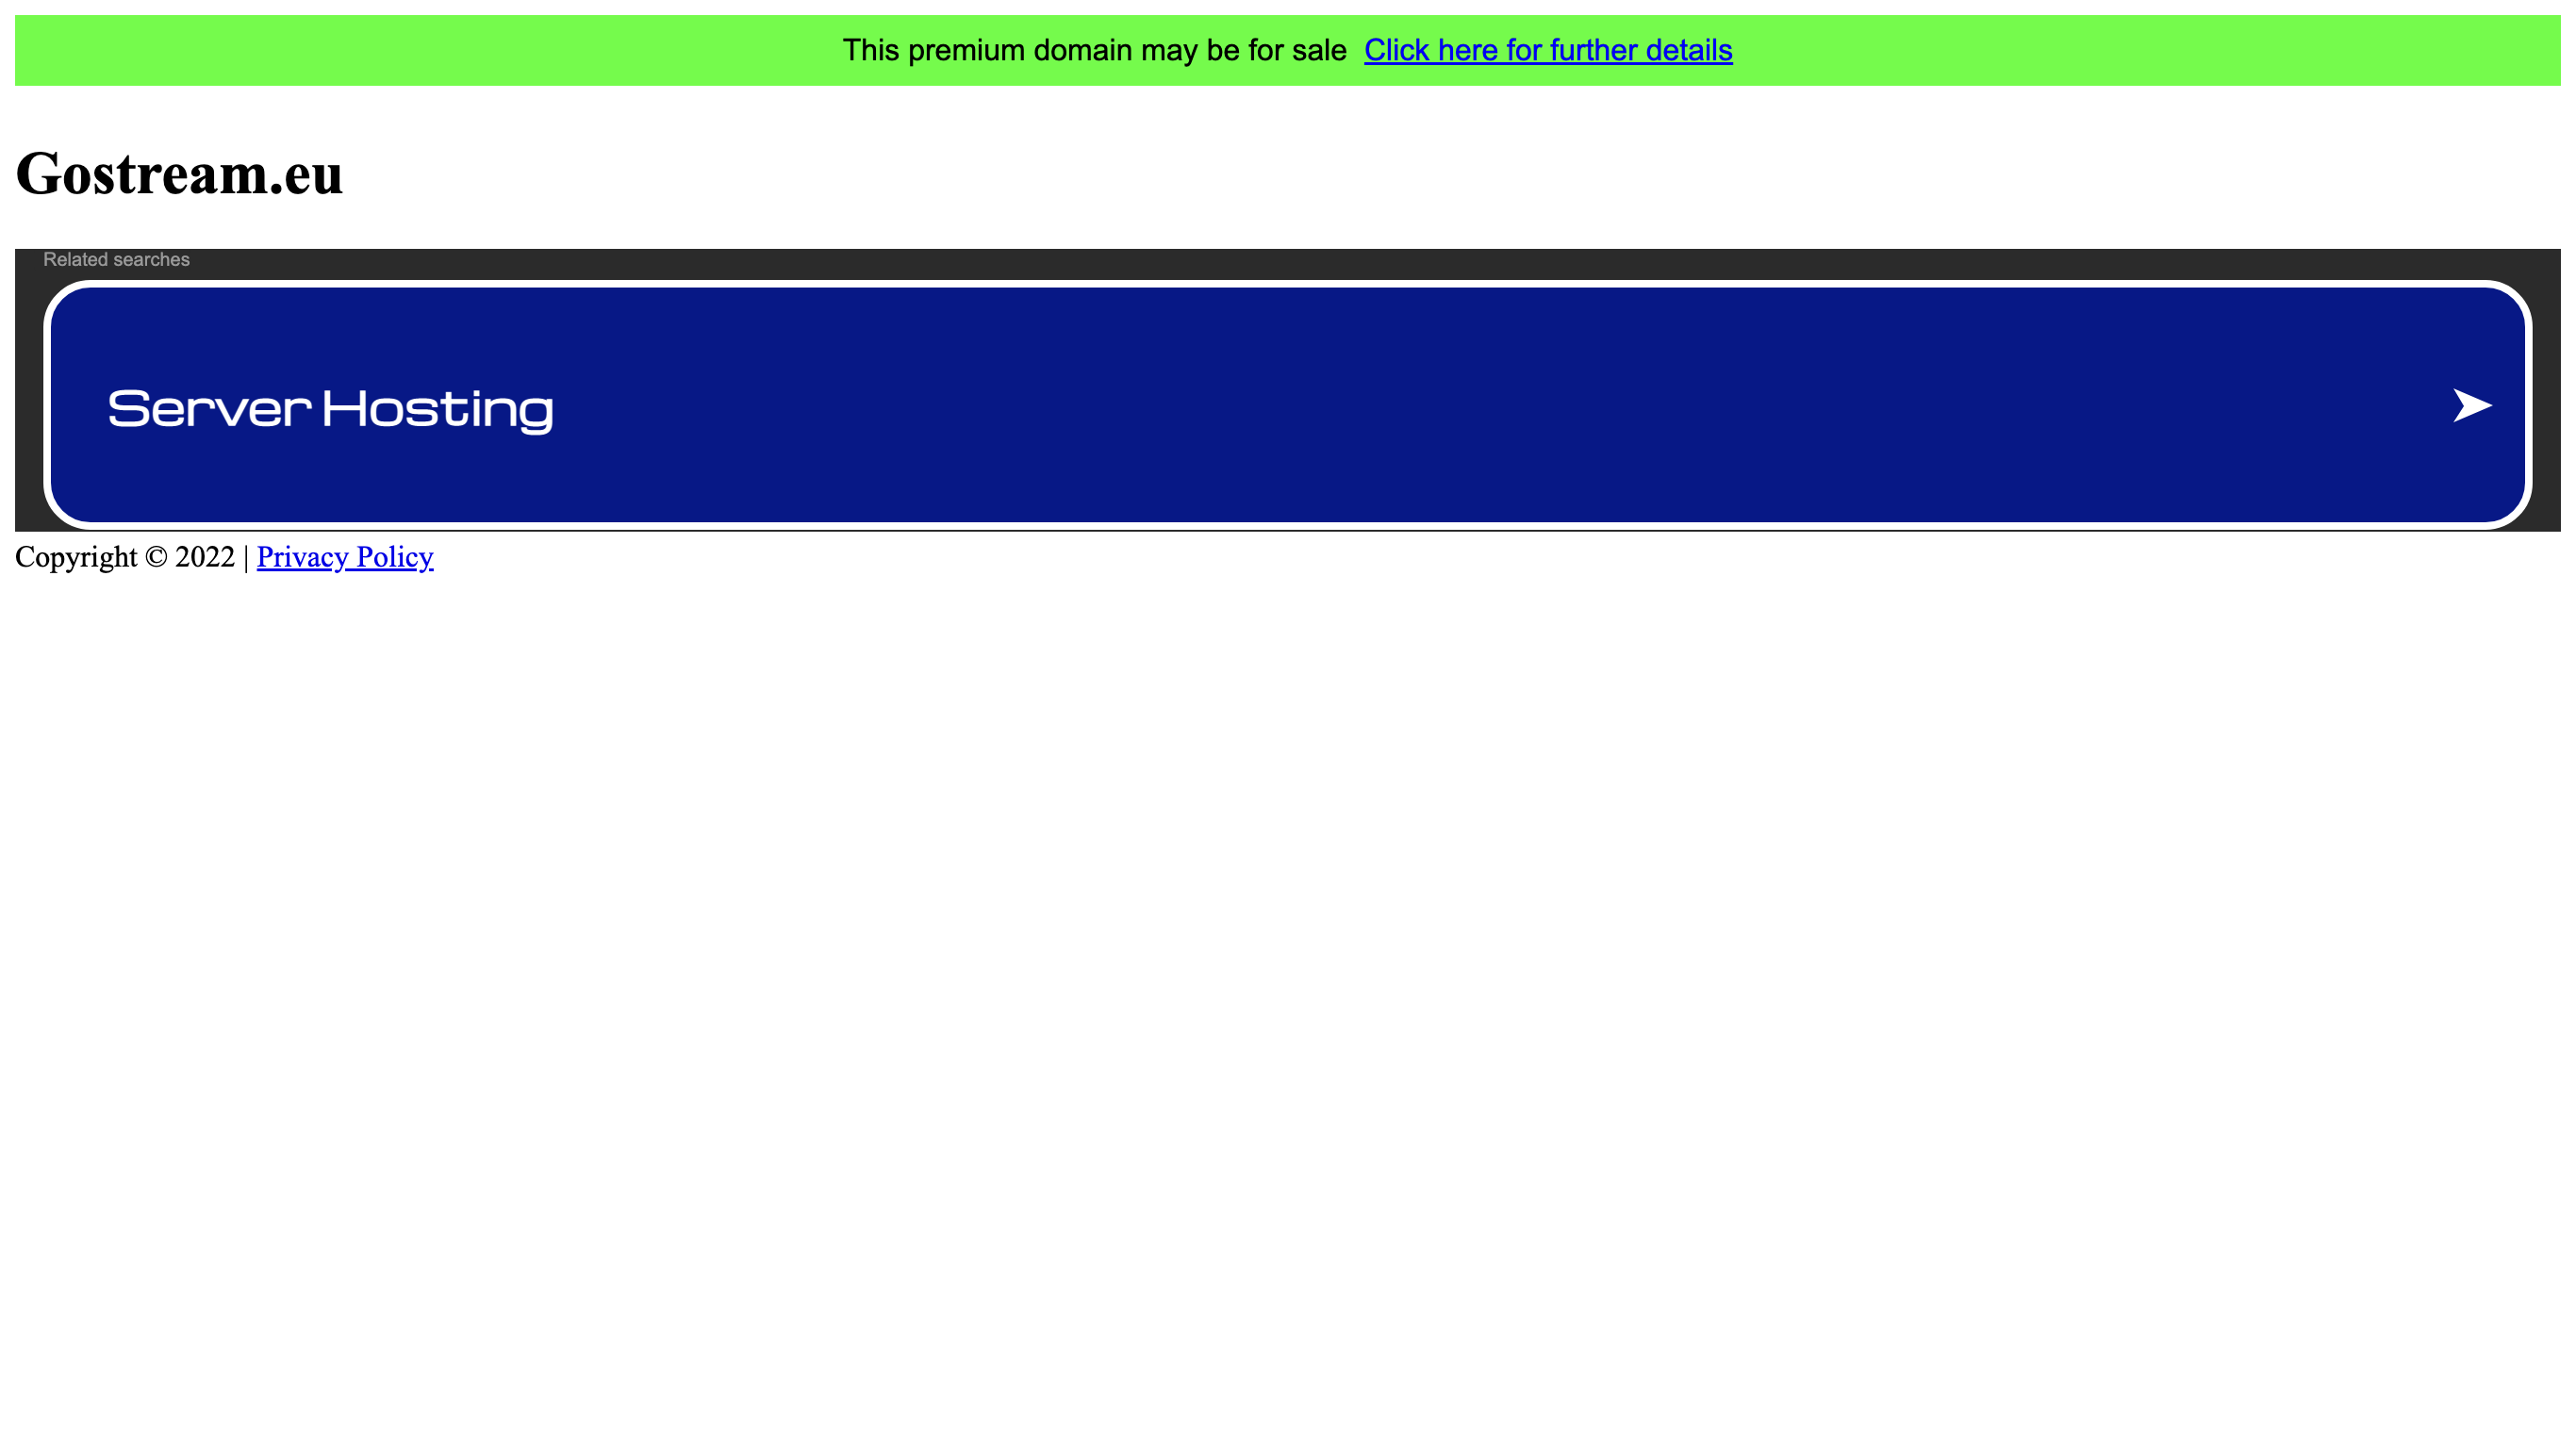 This premium domain may be for sale Click here for further details
Gostream.eu
Related searches
Server Hosting
Copyright © 2022 | Privacy Policy